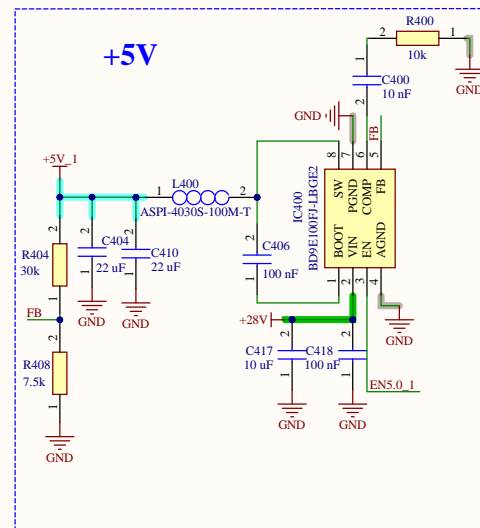 +5V
R400
2
1
10k
1
C400
10 nF
2
GND
GND
FB
8
7
6
5
SW
PGND
COMP
FB
IC400
BD9E100FJ-LBGE2
BOOT
VIN
EN
AGND
1
2
3
4
+5V_1
L400
1
2
ASPI-4030S-100M-T
2
R404
30k
1
2
C404
22 uF
1
GND
2
C410
22 uF
1
GND
2
C406
100 nF
1
FB
2
R408
7.5k
1
GND
+28V
2
C417
10 uF
1
GND
2
C418
100 nF
1
GND
GND
EN5.0_1